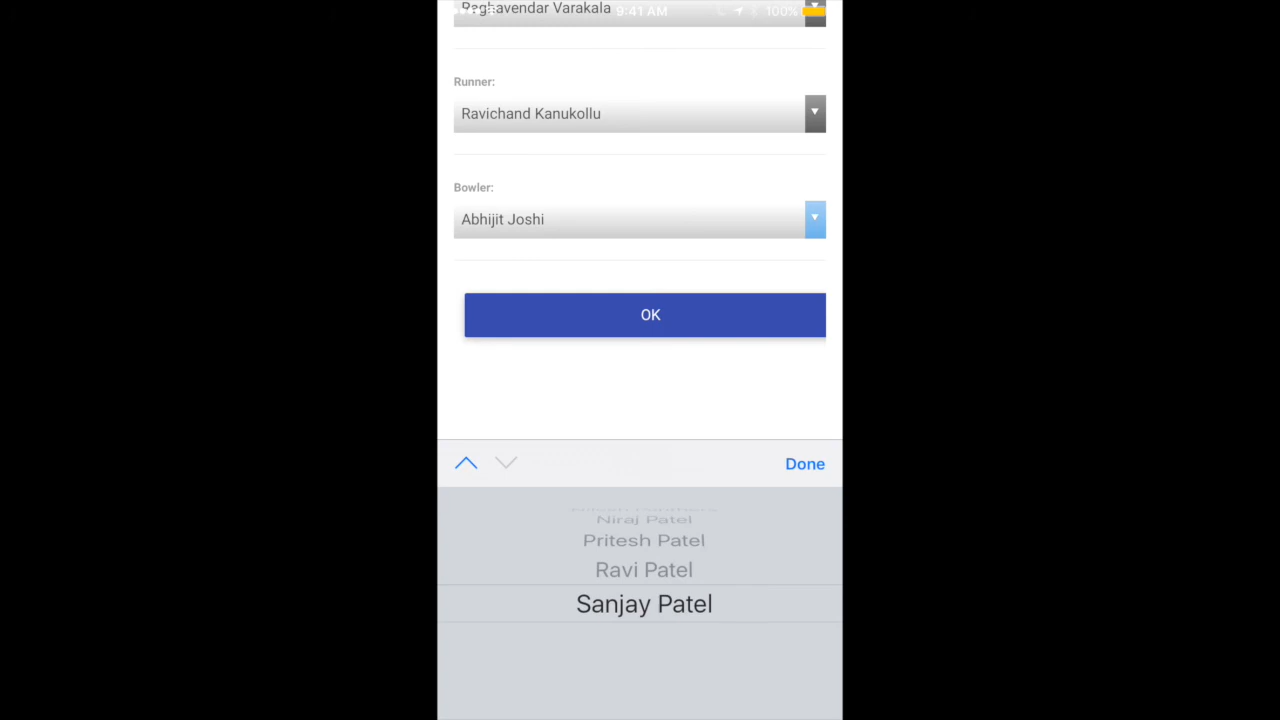 Raghavendar Varakala
9:41 AM 100%
Runner:
Ravichand Kanukollu
Bowler:
Abhijit Joshi
OK
Done
Niraj Patel
Pritesh Patel
Ravi Patel
Sanjay Patel